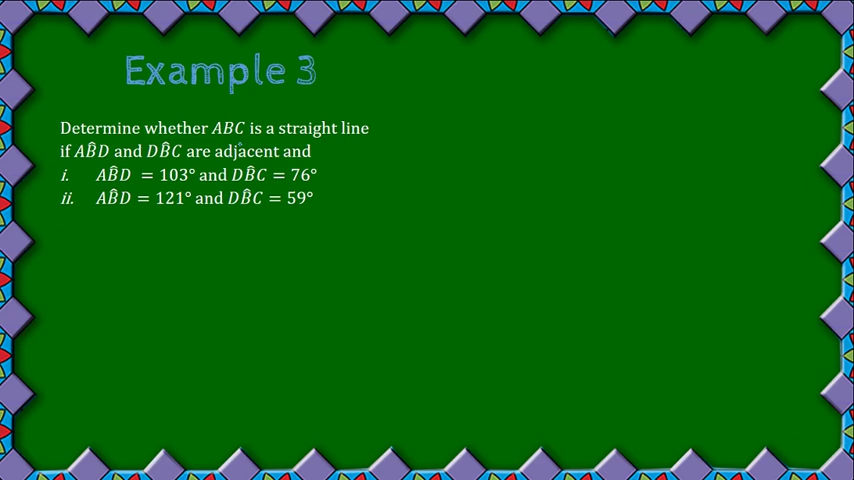 Example 3
Determine whether ABC is a straight line
if AB̂D and DB̂C are adjacent and
i. AB̂D = 103° and DB̂C = 76°
ii. AB̂D = 121° and DB̂C = 59°